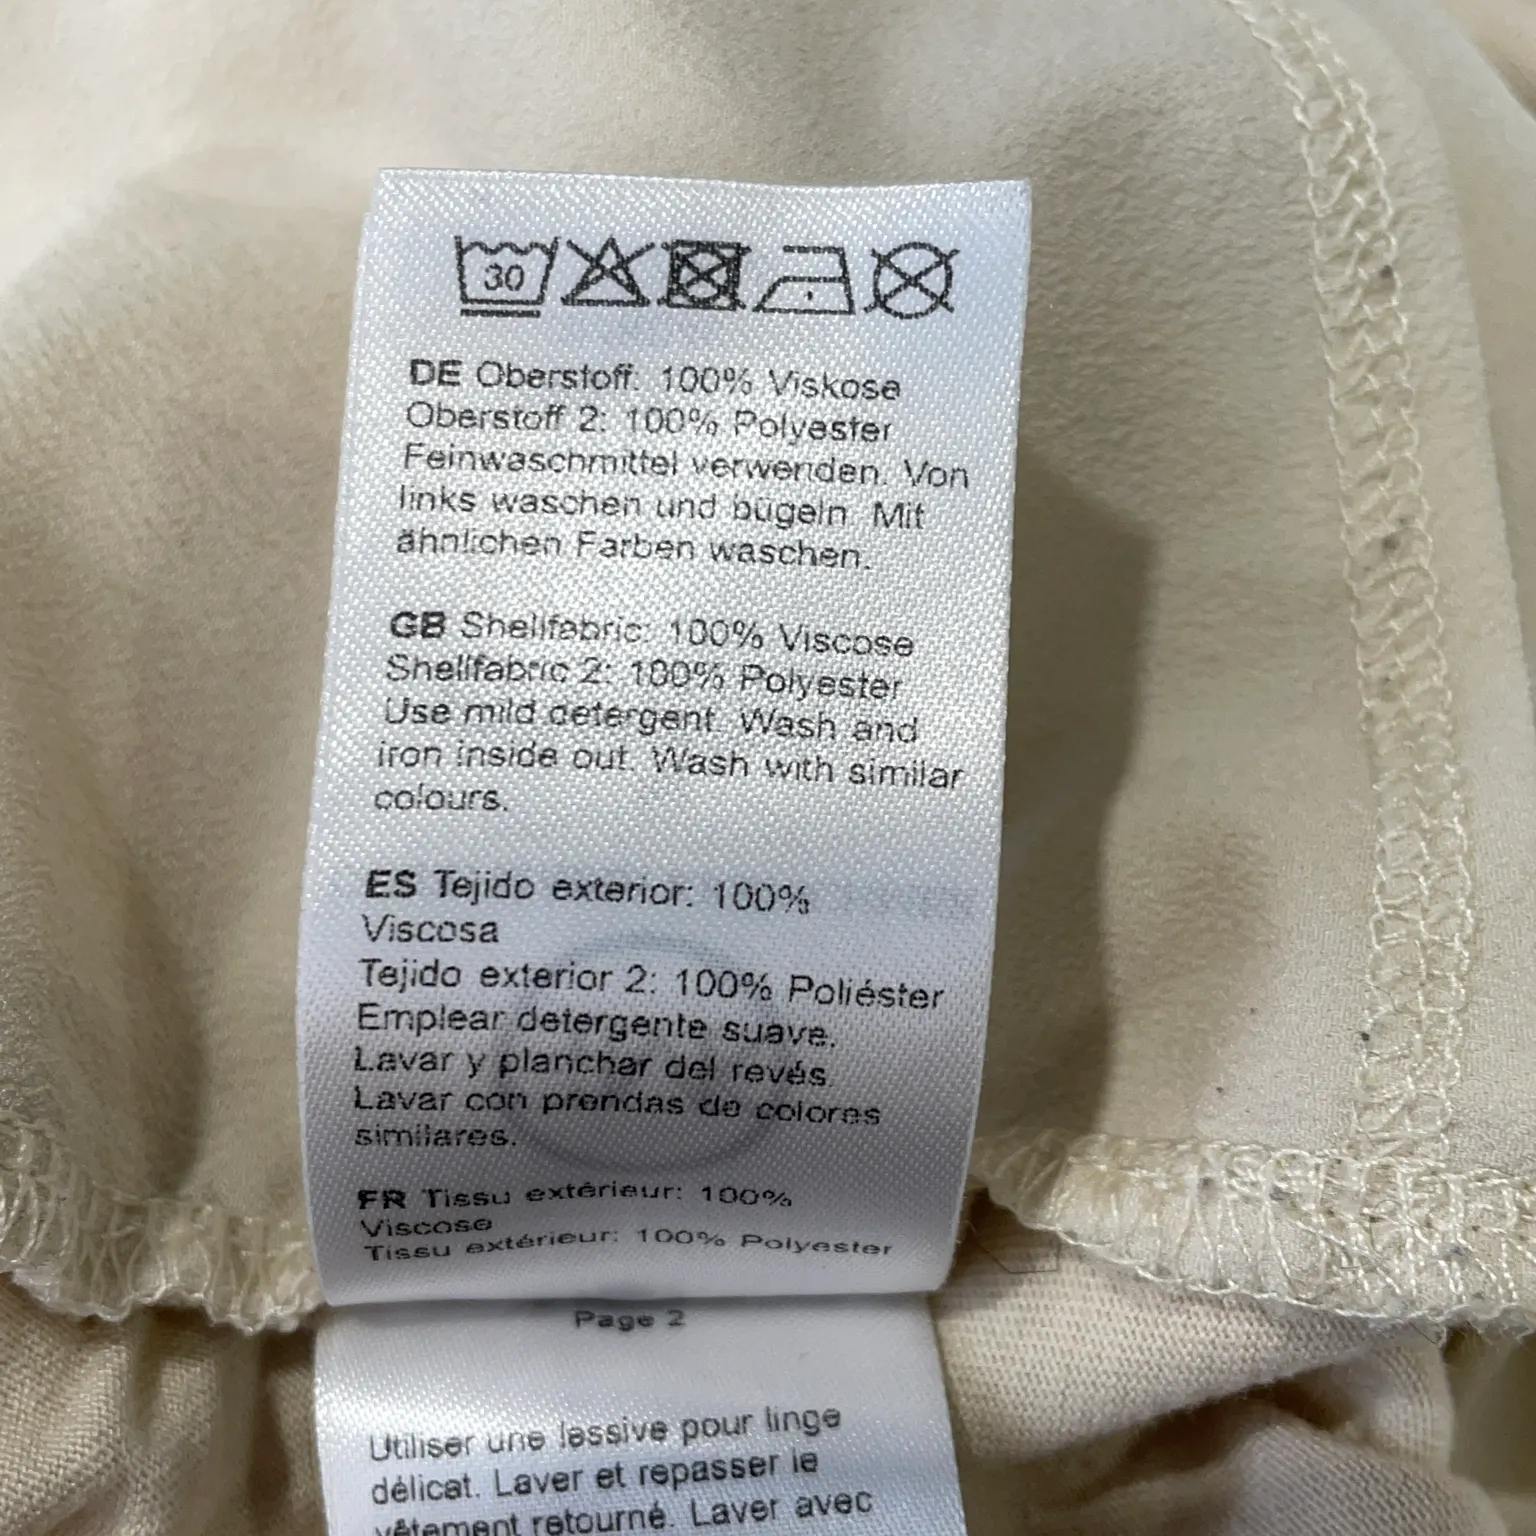 30
DE Oberstoff: 100% Viskose
Oberstoff 2: 100% Polyester
Feinwaschmittel verwenden. Von
links waschen und bügeln. Mit
ähnlichen Farben waschen.
GB Shellfabric: 100% Viscose
Shellfabric 2: 100% Polyester
Use mild detergent. Wash and
iron inside out. Wash with similar
colours.
ES Tejido exterior: 100%
Viscosa
Tejido exterior 2: 100% Poliéster
Emplear detergente suave.
Lavar y planchar del revés.
Lavar con prendas de colores
similares.
FR Tissu extérieur: 100%
Viscose
Tissu extérieur: 100% Polyester
Page 2
Utiliser une lessive pour linge
délicat. Laver et repasser le
vêtement retourné. Laver avec